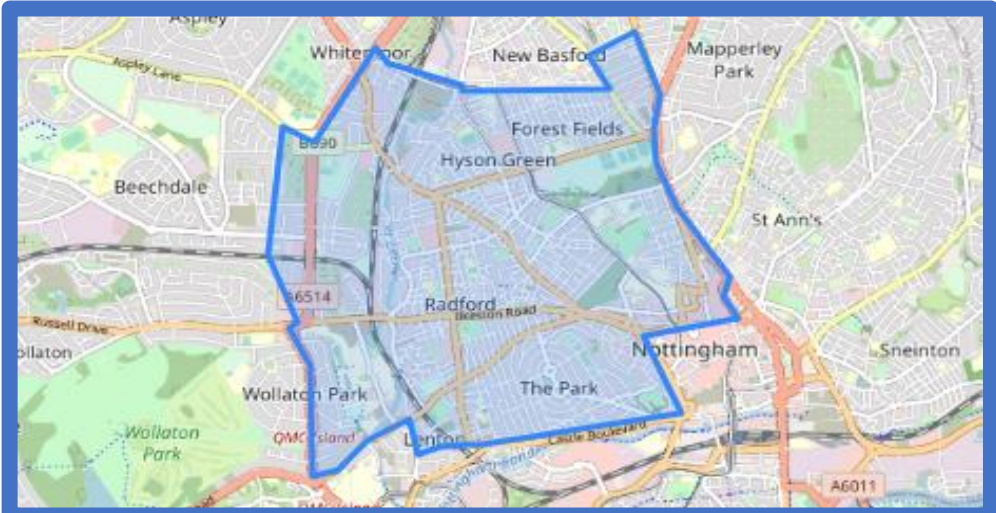 Aspley
Whitemoor
New Basford
Mapperley
Park
Aspley Lane
Forest Fields
B690
Hyson Green
Beechdale
St Ann's
A6514
Radford
Ilkeston Road
Russell Drive
ollaton
Nottingham
Sneinton
Wollaton Park
The Park
Wollaton
Park
QMC Island
Lenton
Castle Boulevard
A6011